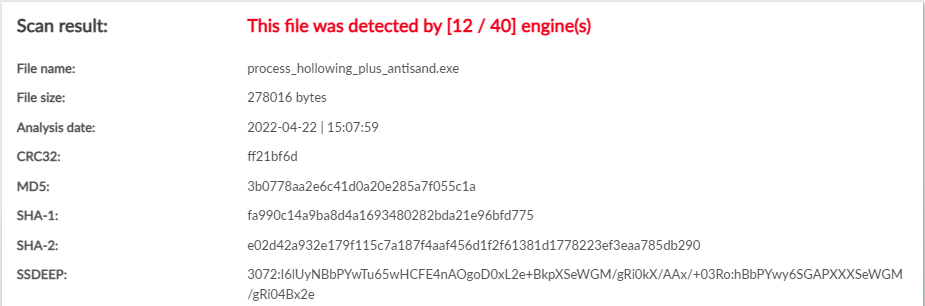 Scan result: This file was detected by [12 / 40] engine(s)
File name: process_hollowing_plus_antisand.exe
File size: 278016 bytes
Analysis date: 2022-04-22 | 15:07:59
CRC32: ff21bf6d
MD5: 3b0778aa2e6c41d0a20e285a7f055c1a
SHA-1: fa990c14a9ba8d4a1693480282bda21e96bfd775
SHA-2: e02d42a932e179f115c7a187f4aaf456d1f2f61381d1778223ef3eaa785db290
SSDEEP: 3072:I6lUyNBbPYwTu65wHCFE4nAOgoD0xL2e+BkpXSeWGM/gRi0kX/AAx/+03Ro:hBbPYwy6SGAPXXXSeWGM
/gRi04Bx2e